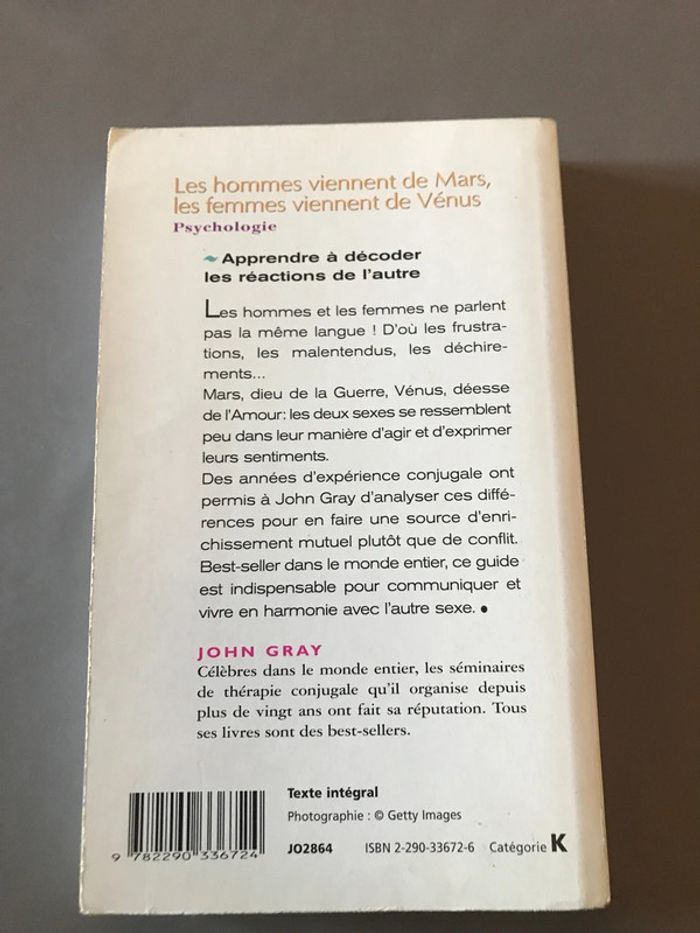 Les hommes viennent de Mars,
les femmes viennent de Vénus
Psychologie
Apprendre à décoder
les réactions de l'autre
Les hommes et les femmes ne parlent
pas la même langue ! D'où les frustra-
tions, les malentendus, les déchire-
ments...
Mars, dieu de la Guerre, Vénus, déesse
de l'Amour: les deux sexes se ressemblent
peu dans leur manière d'agir et d'exprimer
leurs sentiments.
Des années d'expérience conjugale ont
permis à John Gray d'analyser ces diffé-
rences pour en faire une source d'enri-
chissement mutuel plutôt que de conflit.
Best-seller dans le monde entier, ce guide
est indispensable pour communiquer et
vivre en harmonie avec l'autre sexe. •
JOHN GRAY
Célèbres dans le monde entier, les séminaires
de thérapie conjugale qu'il organise depuis
plus de vingt ans ont fait sa réputation. Tous
ses livres sont des best-sellers.
Texte intégral
Photographie : © Getty Images
JO2864 ISBN 2-290-33672-6 Catégorie K
9 782290 336724